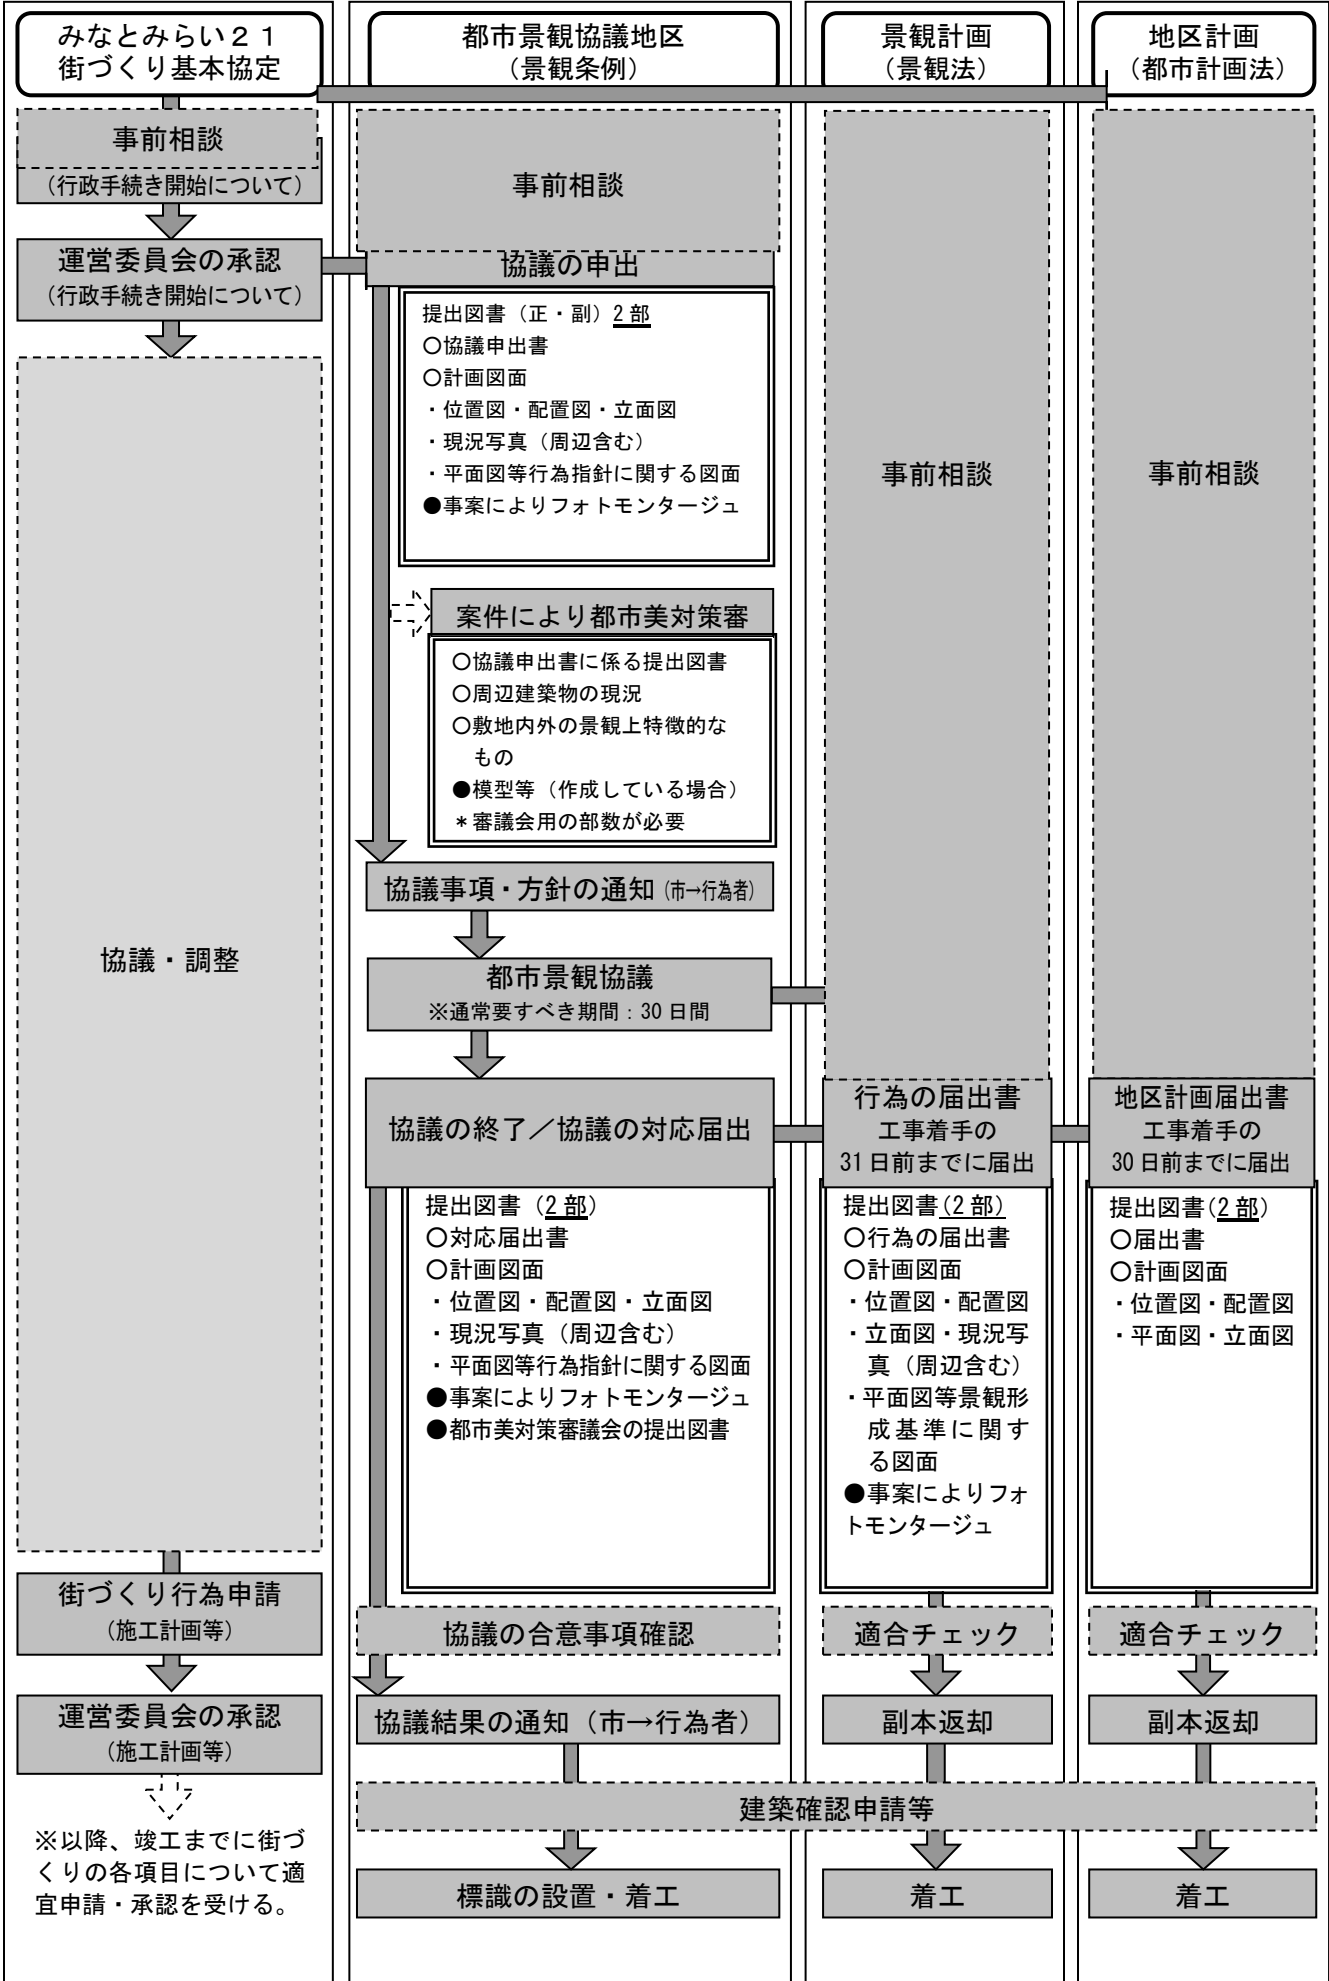 みなとみらい２１
街づくり基本協定
事前相談
（行政手続き開始について）
運営委員会の承認
（行政手続き開始について）
協議・調整
街づくり行為申請
（施工計画等）
運営委員会の承認
（施工計画等）
※以降、竣工までに街づ
くりの各項目について適
宜申請・承認を受ける。
都市景観協議地区
（景観条例）
事前相談
協議の申出
提出図書（正・副）2 部
○協議申出書
○計画図面
・位置図・配置図・立面図
・現況写真（周辺含む）
・平面図等行為指針に関する図面
●事案によりフォトモンタージュ
案件により都市美対策審
○協議申出書に係る提出図書
○周辺建築物の現況
○敷地内外の景観上特徴的な
もの
●模型等（作成している場合）
＊審議会用の部数が必要
協議事項・方針の通知（市→行為者）
都市景観協議
※通常要すべき期間：30 日間
協議の終了／協議の対応届出
提出図書（2 部）
○対応届出書
○計画図面
・位置図・配置図・立面図
・現況写真（周辺含む）
・平面図等行為指針に関する図面
●事案によりフォトモンタージュ
●都市美対策審議会の提出図書
協議の合意事項確認
協議結果の通知（市→行為者）
建築確認申請等
標識の設置・着工
景観計画
（景観法）
事前相談
行為の届出書
工事着手の
31 日前までに届出
提出図書（2 部）
○行為の届出書
○計画図面
・位置図・配置図
・立面図・現況写
真（周辺含む）
・平面図等景観形
成基準に関す
る図面
●事案によりフォ
トモンタージュ
適合チェック
副本返却
着工
地区計画
（都市計画法）
事前相談
地区計画届出書
工事着手の
30 日前までに届出
提出図書（2 部）
○届出書
○計画図面
・位置図・配置図
・平面図・立面図
適合チェック
副本返却
着工